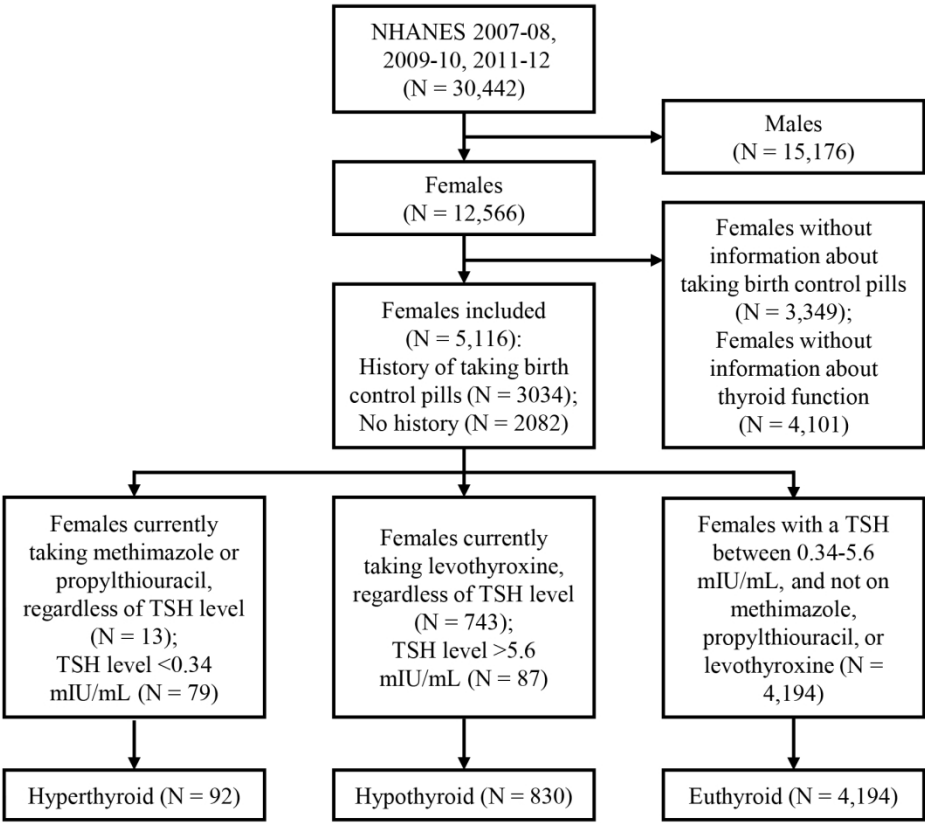 NHANES 2007-08,
2009-10, 2011-12
(N = 30,442)
Males
(N = 15,176)
Females
(N = 12,566)
Females without
information about
taking birth control pills
(N = 3,349);
Females without
information about
thyroid function
(N = 4,101)
Females included
(N = 5,116):
History of taking birth
control pills (N = 3034);
No history (N = 2082)
Females currently
taking methimazole or
propylthiouracil,
regardless of TSH level
(N = 13);
TSH level <0.34
mIU/mL (N = 79)
Females currently
taking levothyroxine,
regardless of TSH level
(N = 743);
TSH level >5.6
mIU/mL (N = 87)
Females with a TSH
between 0.34-5.6
mIU/mL, and not on
methimazole,
propylthiouracil, or
levothyroxine (N =
4,194)
Hyperthyroid (N = 92)
Hypothyroid (N = 830)
Euthyroid (N = 4,194)